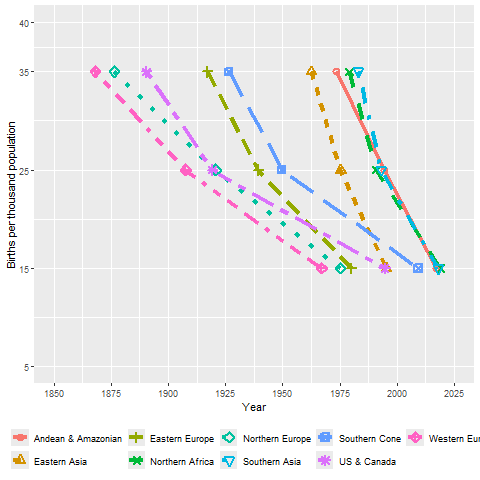 Births per thousand population
40
35
25
15
5
1850 1875 1900 1925 1950 1975 2000 2025
Year
Andean & Amazonian Eastern Europe Northern Europe Southern Cone Western Eur
Eastern Asia Northern Africa Southern Asia US & Canada